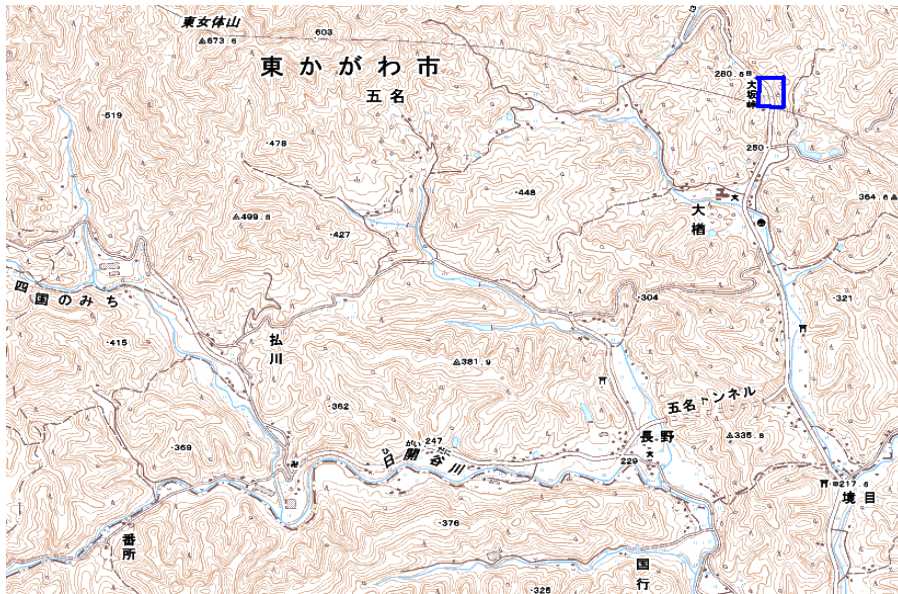 東女体山
673.6
603
東かがわ市
五名
280.8
大坂峠
519
478
250
448
364.6
大楢
499.8
427
四国のみち
304
321
415
払川
381.9
362
五名トンネル
長野
335.8
369
247
ひがいだに
日開谷川
229
217.6
境目
376
番所
国行
325